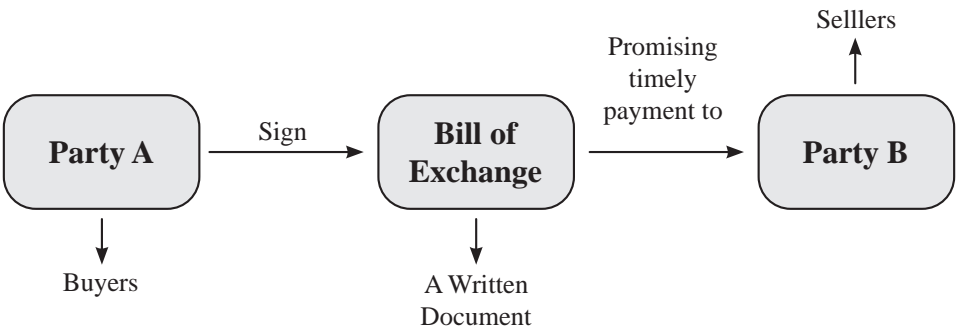 Selllers
Promising
timely
payment to
Party A
Sign
Bill of
Exchange
Party B
Buyers
A Written
Document